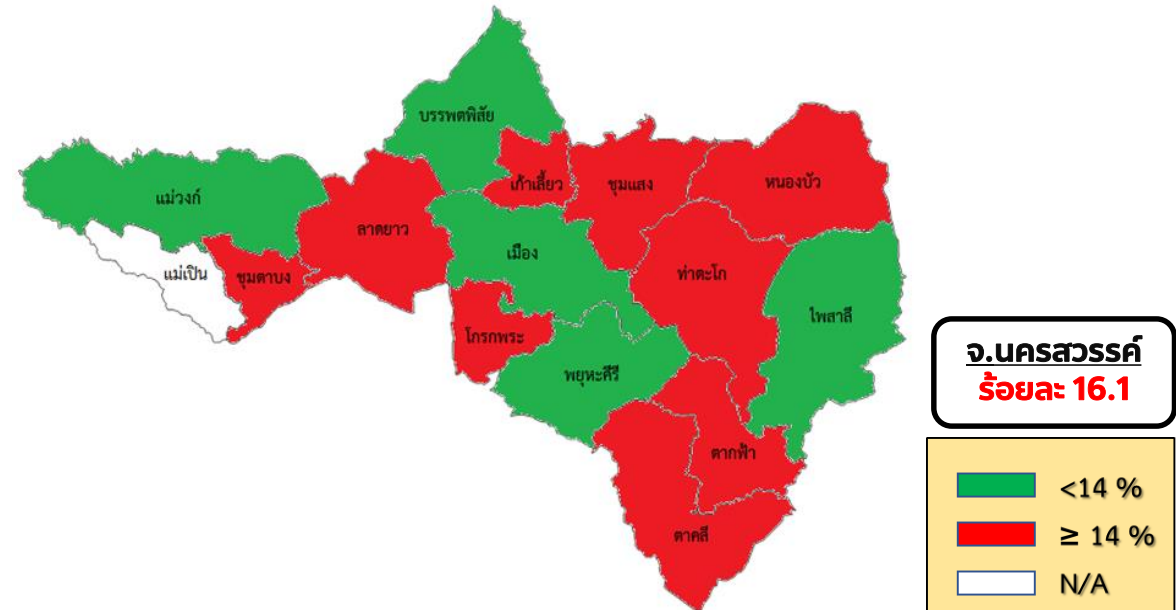 บรรพตพิสัย
เก้าเลี้ยว
ชุมแสง
หนองบัว
แม่วงก์
ลาดยาว
เมือง
แม่เปิน
ชุมตาบง
ท่าตะโก
ไพสาลี
โกรกพระ
พยุหะคีรี
ตากฟ้า
ตาคลี
จ.นครสวรรค์
ร้อยละ 16.1
<14 %
≥ 14 %
N/A